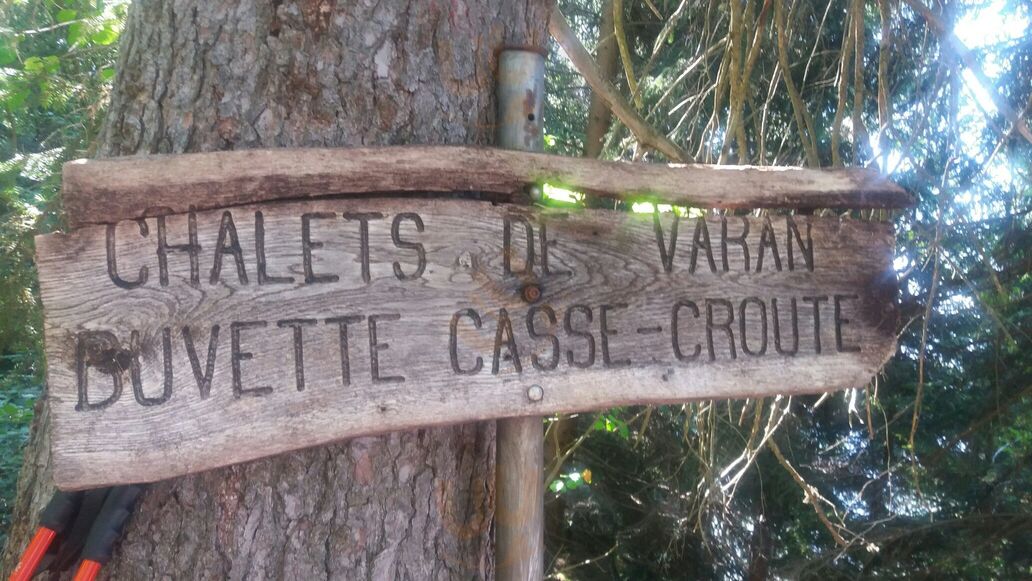 CHALETS DE VARAN
BUVETTE CASSE-CROUTE